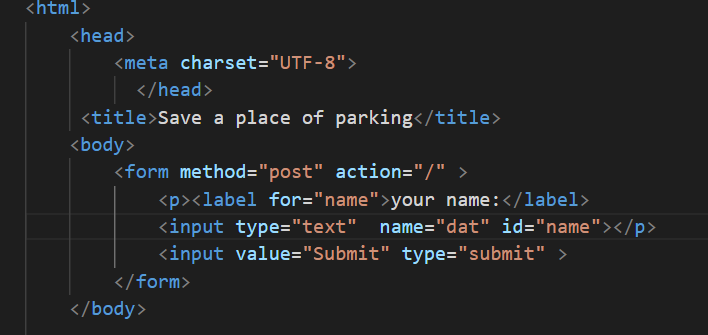 <html>
<head>
<meta charset="UTF-8">
</head>
<title>Save a place of parking</title>
<body>
<form method="post" action="/" >
<p><label for="name">your name:</label>
<input type="text"  name="dat" id="name"></p>
<input value="Submit" type="submit" >
</form>
</body>